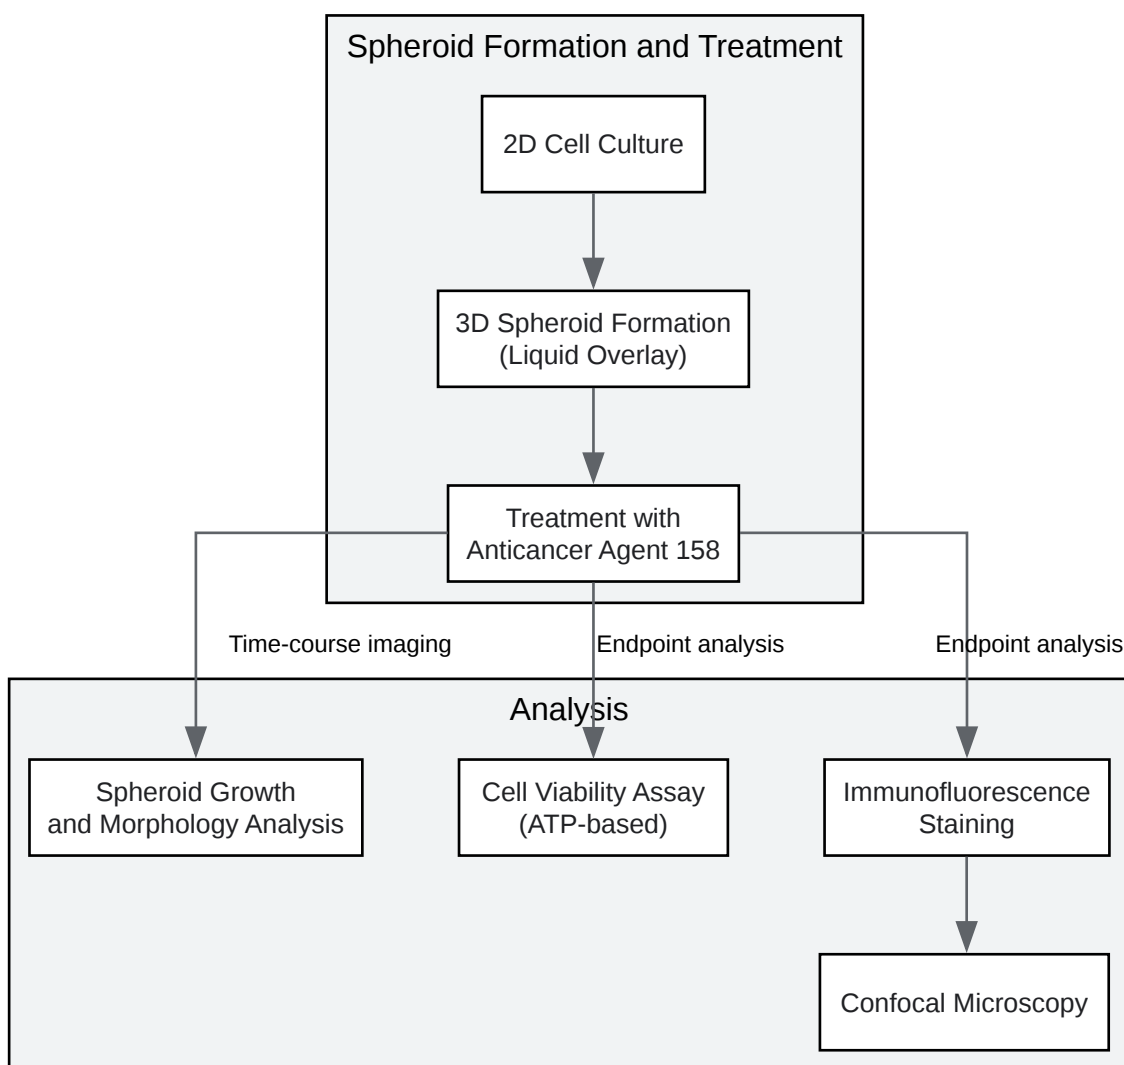 Spheroid Formation and Treatment
2D Cell Culture
3D Spheroid Formation
(Liquid Overlay)
Treatment with
Anticancer Agent 158
Time-course imaging
Endpoint analysis
Endpoint analysis
Analysis
Spheroid Growth
and Morphology Analysis
Cell Viability Assay
(ATP-based)
Immunofluorescence
Staining
Confocal Microscopy